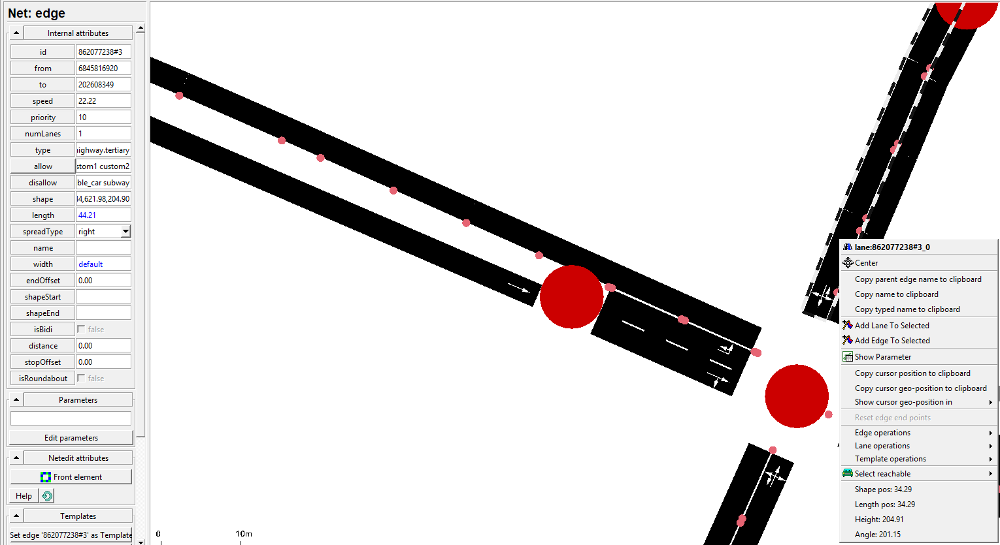 Net: edge
Internal attributes
id 862077238#3
from 6845816920
to 202608349
speed 22.22
priority 10
numLanes 1
type highway.tertiary
allow stom1 custom2
disallow ble_car subway
shape 44,621.98,204.90
length 44.21
spreadType right
name
width default
endOffset 0.00
shapeStart
shapeEnd
isBidi false
distance 0.00
stopOffset 0.00
isRoundabout false
Parameters
Edit parameters
Netedit attributes
Front element
Help
Templates
Set edge '862077238#3' as Template
0 10m
lane:862077238#3_0
Center
Copy parent edge name to clipboard
Copy name to clipboard
Copy typed name to clipboard
Add Lane To Selected
Add Edge To Selected
Show Parameter
Copy cursor position to clipboard
Copy cursor geo-position to clipboard
Show cursor geo-position in
Reset edge end points
Edge operations
Lane operations
Template operations
Select reachable
Shape pos: 34.29
Length pos: 34.29
Height: 204.91
Angle: 201.15